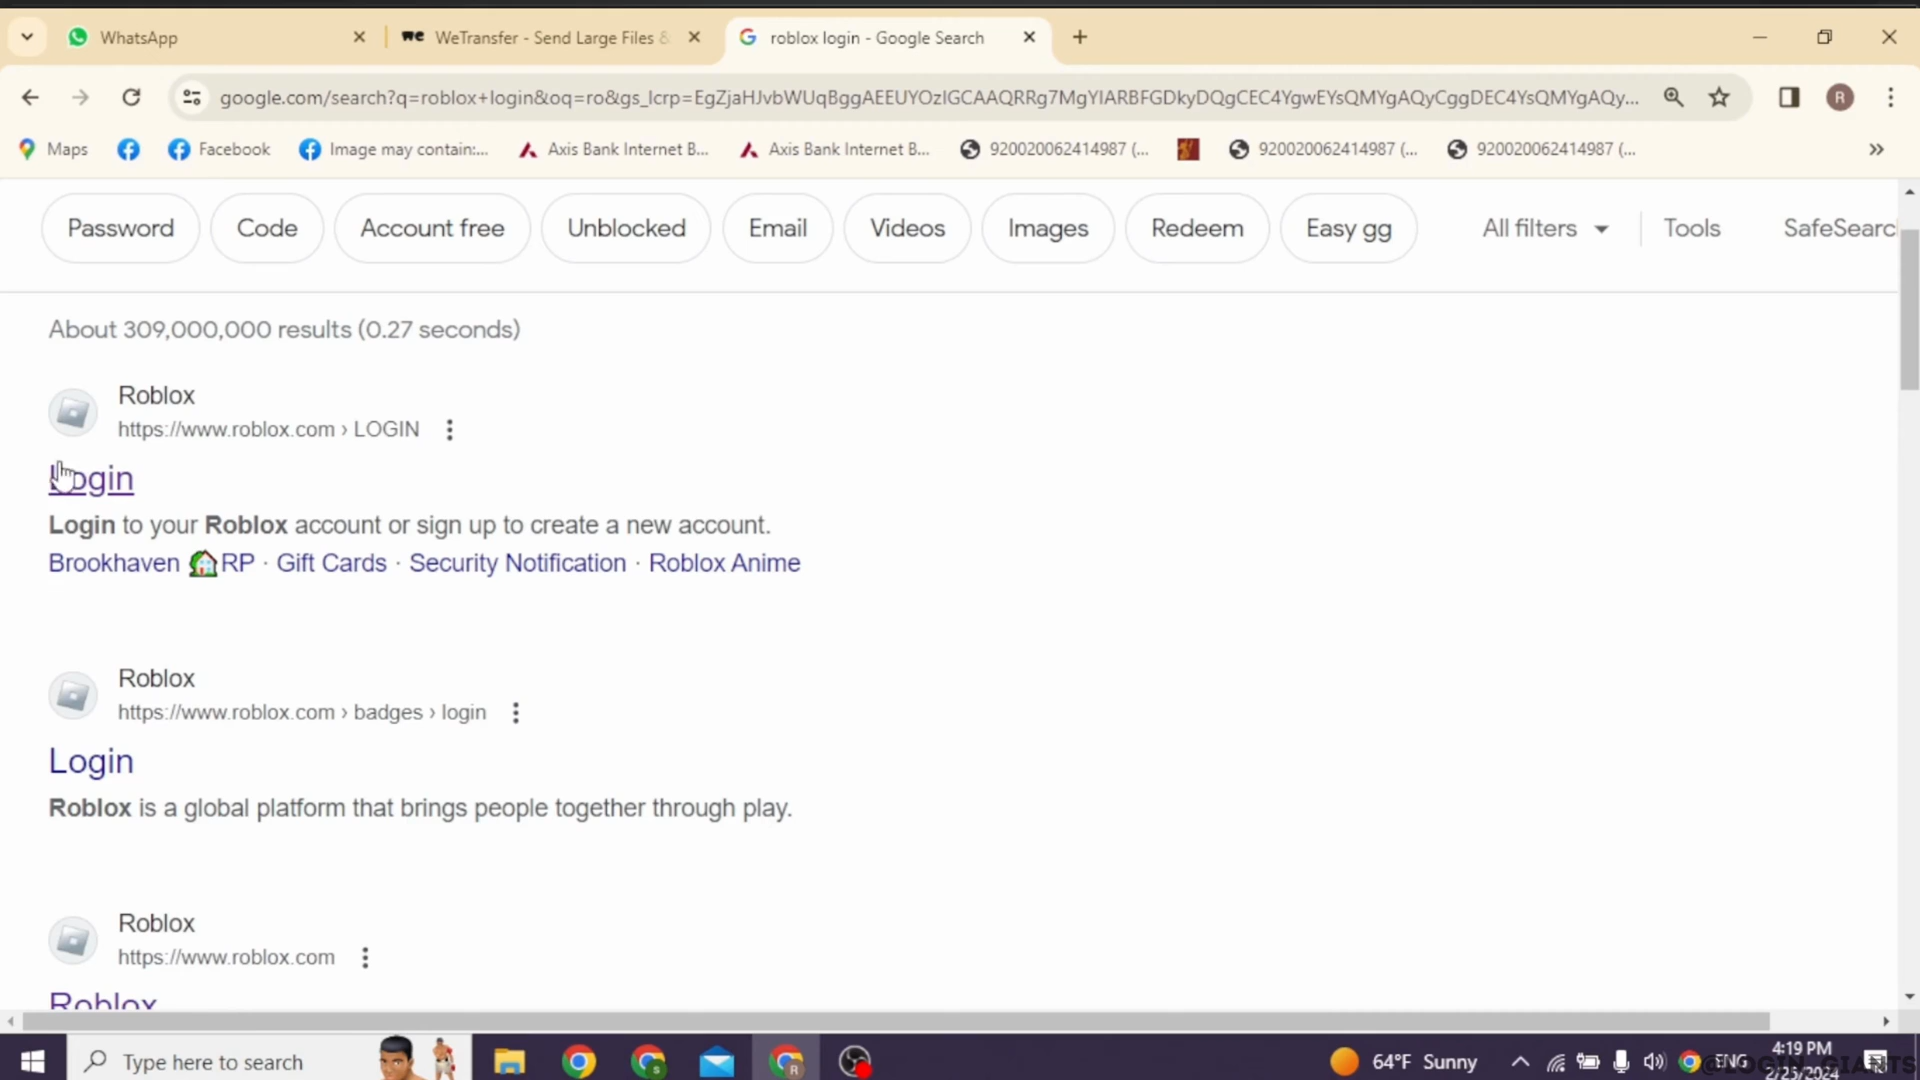 WhatsApp
WeTransfer - Send Large Files &
roblox login - Google Search
google.com/search?q=roblox+login&oq=ro&gs_lcrp=EgZjaHJvbWUqBggAEEUYOzIGCAAQRRg7MgYIARBFGDkyDQgCEC4YgwEYsQMYgAQyCggDEC4YsQMYgAQy...
Maps
Facebook
Image may contain:...
Axis Bank Internet B...
Axis Bank Internet B...
920020062414987 (...
920020062414987 (...
920020062414987 (...
Password
Code
Account free
Unblocked
Email
Videos
Images
Redeem
Easy gg
All filters
Tools
SafeSearc
About 309,000,000 results (0.27 seconds)
Roblox
https://www.roblox.com › LOGIN
Login
Login to your Roblox account or sign up to create a new account.
Brookhaven 🏡RP · Gift Cards · Security Notification · Roblox Anime
Roblox
https://www.roblox.com › badges › login
Login
Roblox is a global platform that brings people together through play.
Roblox
https://www.roblox.com
Roblox
Type here to search
64°F Sunny
ENG
4:19 PM
2/25/2024
@LOGIN_GIANTS